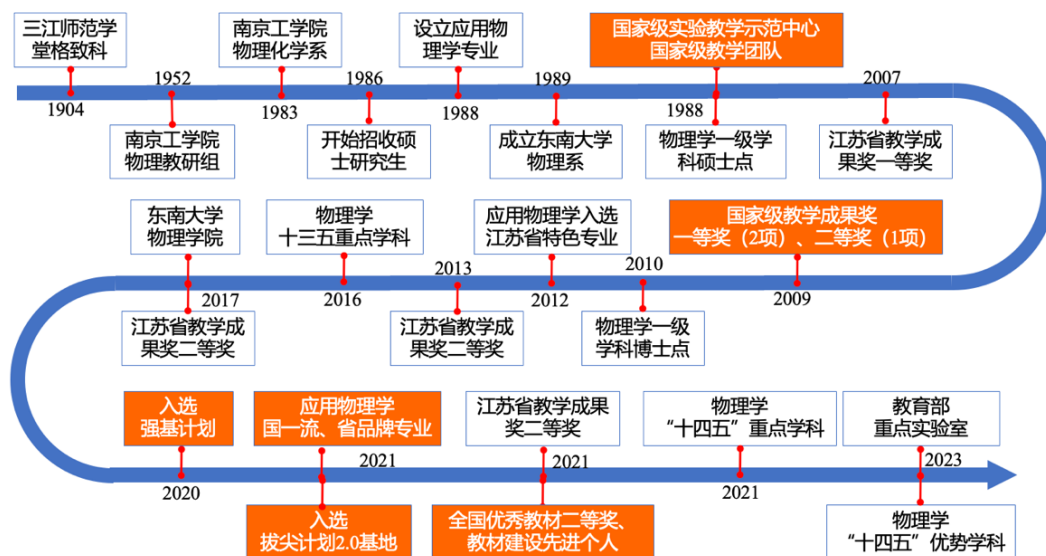 三江师范学
堂格致科
1904
1952
南京工学院
物理教研组
南京工学院
物理化学系
1983
1986
开始招收硕
士研究生
设立应用物
理学专业
1988
1989
成立东南大学
物理系
国家级实验教学示范中心
国家级教学团队
1988
物理学一级学
科硕士点
2007
江苏省教学成
果奖一等奖
国家级教学成果奖
一等奖（2项）、二等奖（1项）
2009
2010
物理学一级
学科博士点
应用物理学入选
江苏省特色专业
2012
2013
江苏省教学成
果奖二等奖
物理学
十三五重点学科
2016
东南大学
物理学院
2017
江苏省教学成
果奖二等奖
入选
强基计划
2020
应用物理学
国一流、省品牌专业
2021
入选
拔尖计划2.0基地
江苏省教学成果
奖二等奖
2021
全国优秀教材二等奖、
教材建设先进个人
物理学
“十四五”重点学科
2021
教育部
重点实验室
2023
物理学
“十四五”优势学科